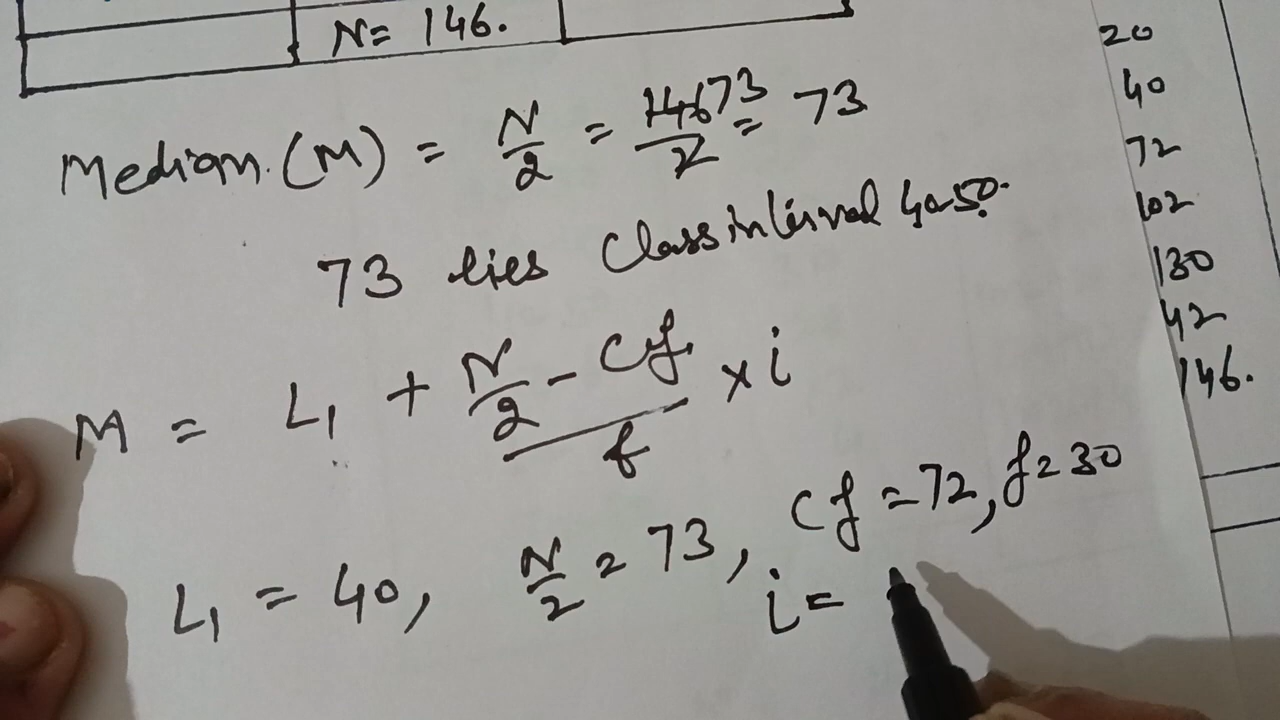 N= 146.
Median. (M) = N/2 = 146/2 73 = 73
73 lies Class interval 40-50.
M = L1 + N/2 - Cf. / f x i
L1 = 40, N/2 = 73, Cf = 72, f = 30
i =
20
40
72
102
130
42
146.